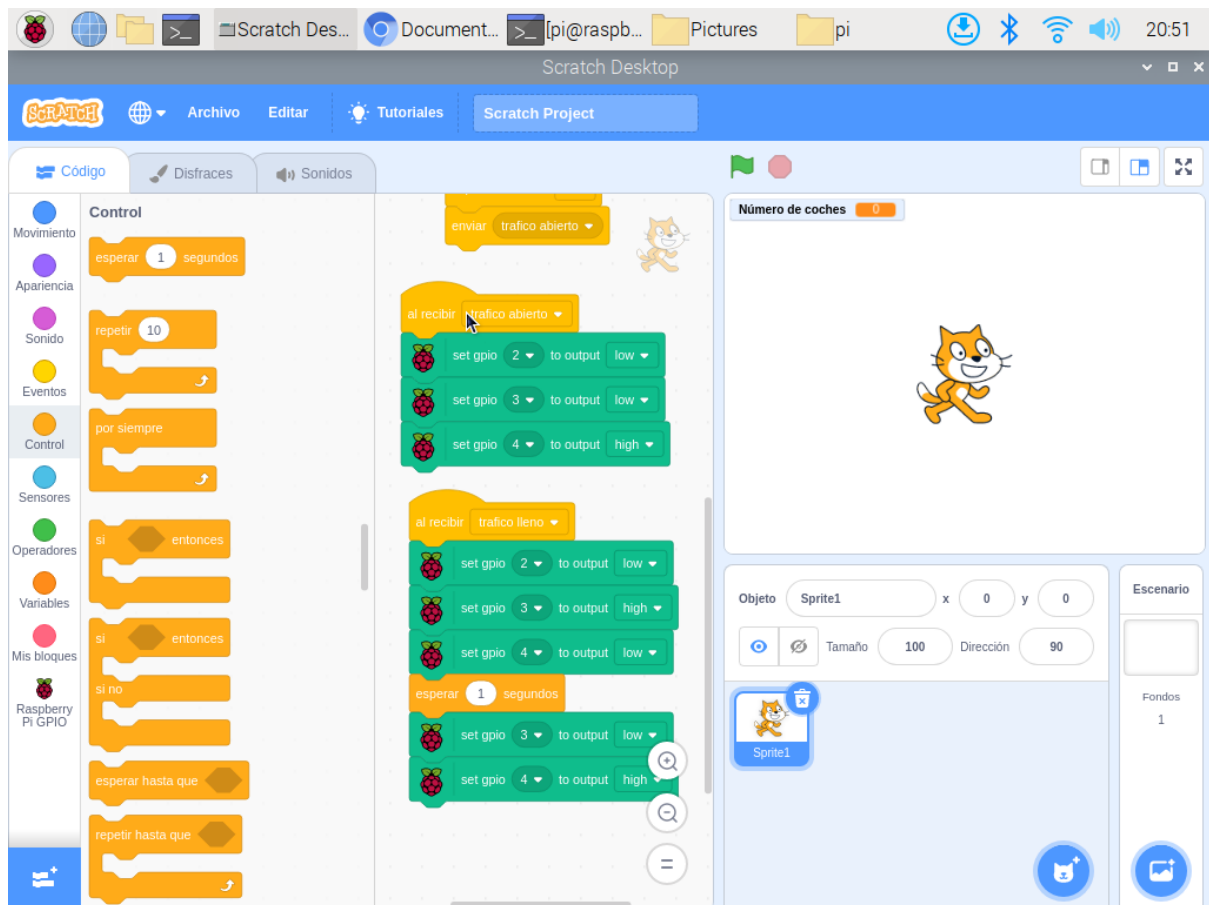 Scratch Des...
Document...
[pi@raspb...
Pictures
pi
20:51
Scratch Desktop
SCRATCH
Archivo
Editar
Tutoriales
Scratch Project
Código
Disfraces
Sonidos
Movimiento
Apariencia
Sonido
Eventos
Control
Sensores
Operadores
Variables
Mis bloques
Raspberry
Pi GPIO
Control
esperar 1 segundos
repetir 10
por siempre
si entonces
si entonces
si no
esperar hasta que
repetir hasta que
enviar trafico abierto
al recibir trafico abierto
set gpio 2 to output low
set gpio 3 to output low
set gpio 4 to output high
al recibir trafico lleno
set gpio 2 to output low
set gpio 3 to output high
set gpio 4 to output low
esperar 1 segundos
set gpio 3 to output low
set gpio 4 to output high
Número de coches 0
Objeto Sprite1 x 0 y 0
Tamaño 100 Dirección 90
Sprite1
Escenario
Fondos
1